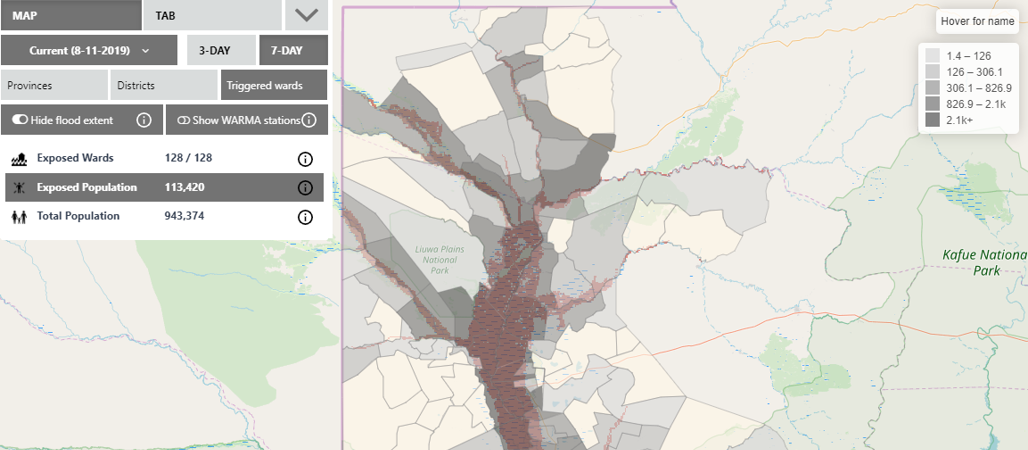 MAP
TAB
Current (8-11-2019)
3-DAY
7-DAY
Provinces
Districts
Triggered wards
Hide flood extent
Show WARMA stations
Exposed Wards
128 / 128
Exposed Population
113,420
Total Population
943,374
Hover for name
1.4 – 126
126 – 306.1
306.1 – 826.9
826.9 – 2.1k
2.1k+
Liuwa Plains
National
Park
Kafue Nationa
Park